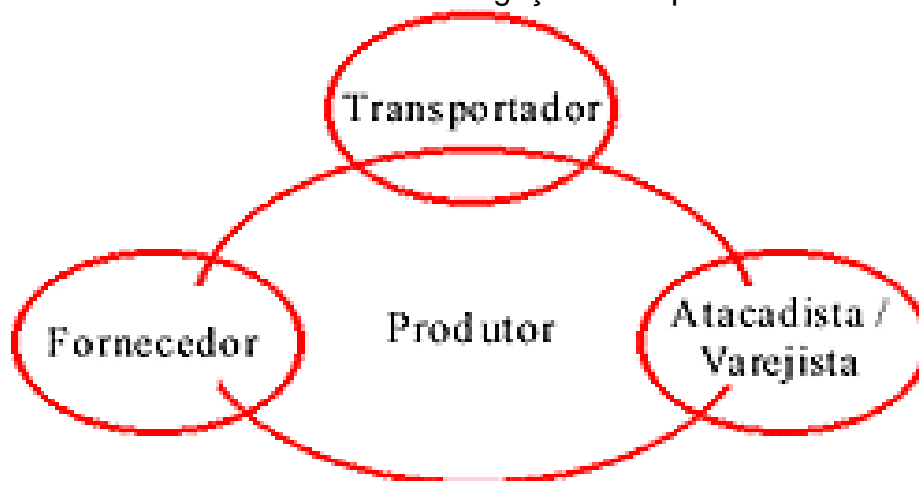 Transportador
Fornecedor
Produtor
Atacadista /
Varejista